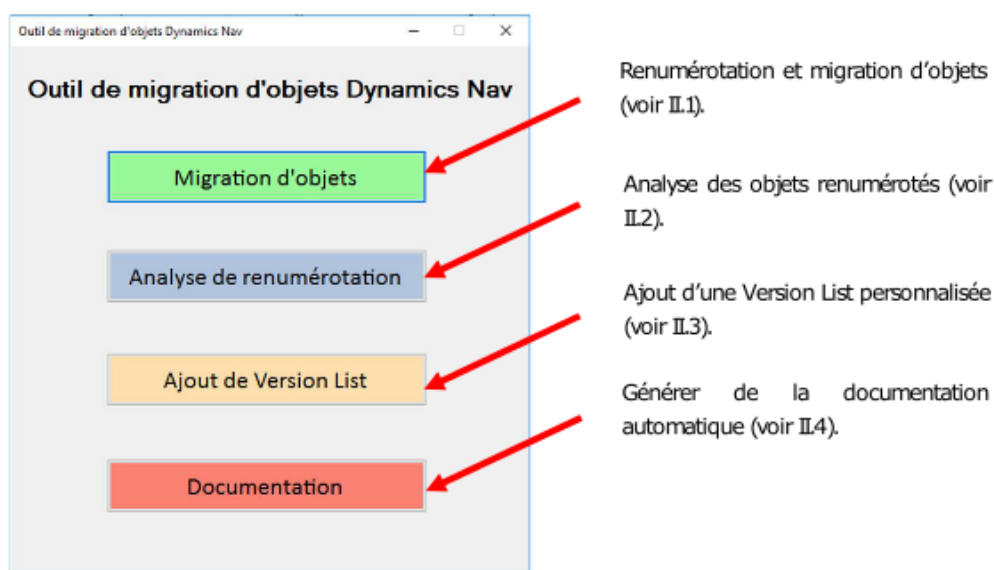 Outil de migration d'objets Dynamics Nav
Outil de migration d'objets Dynamics Nav
Migration d'objets
Analyse de renumérotation
Ajout de Version List
Documentation
Renumérotation et migration d'objets
(voir II.1).
Analyse des objets renumérotés (voir
II.2).
Ajout d'une Version List personnalisée
(voir II.3).
Générer de la documentation
automatique (voir II.4).